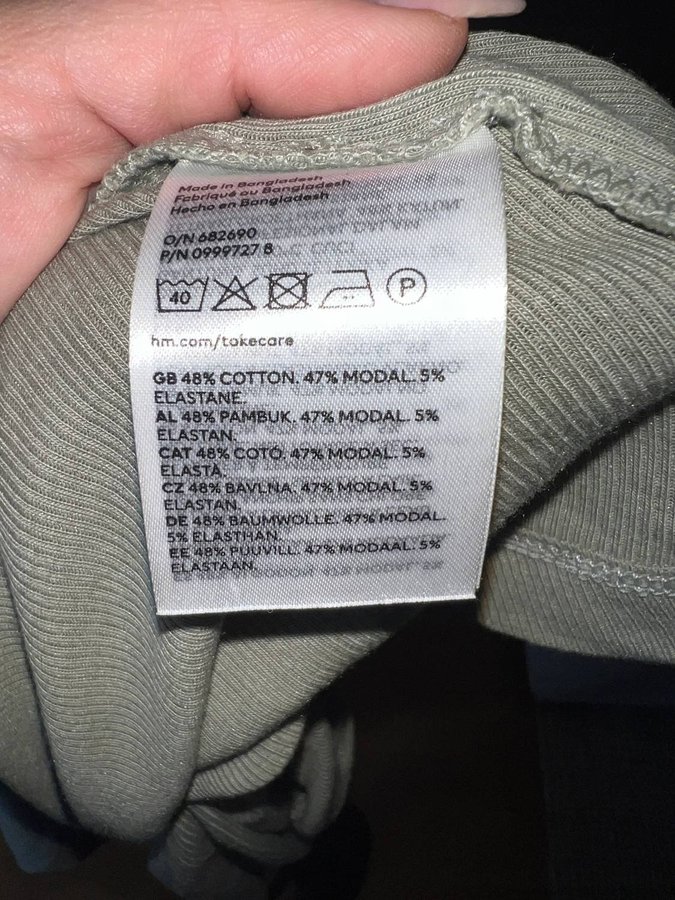 Made in Bangladesh
Fabriqué au Bangladesh
Hecho en Bangladesh
O/N 682690
P/N 0999727 8
40
P
hm.com/takecare
GB 48% COTTON. 47% MODAL. 5%
ELASTANE.
AL 48% PAMBUK. 47% MODAL. 5%
ELASTAN.
CAT 48% COTO. 47% MODAL. 5%
ELASTA.
CZ 48% BAVLNA. 47% MODAL. 5%
ELASTAN.
DE 48% BAUMWOLLE. 47% MODAL.
5% ELASTHAN.
EE 48% PUUVILL. 47% MODAAL. 5%
ELASTAAN.